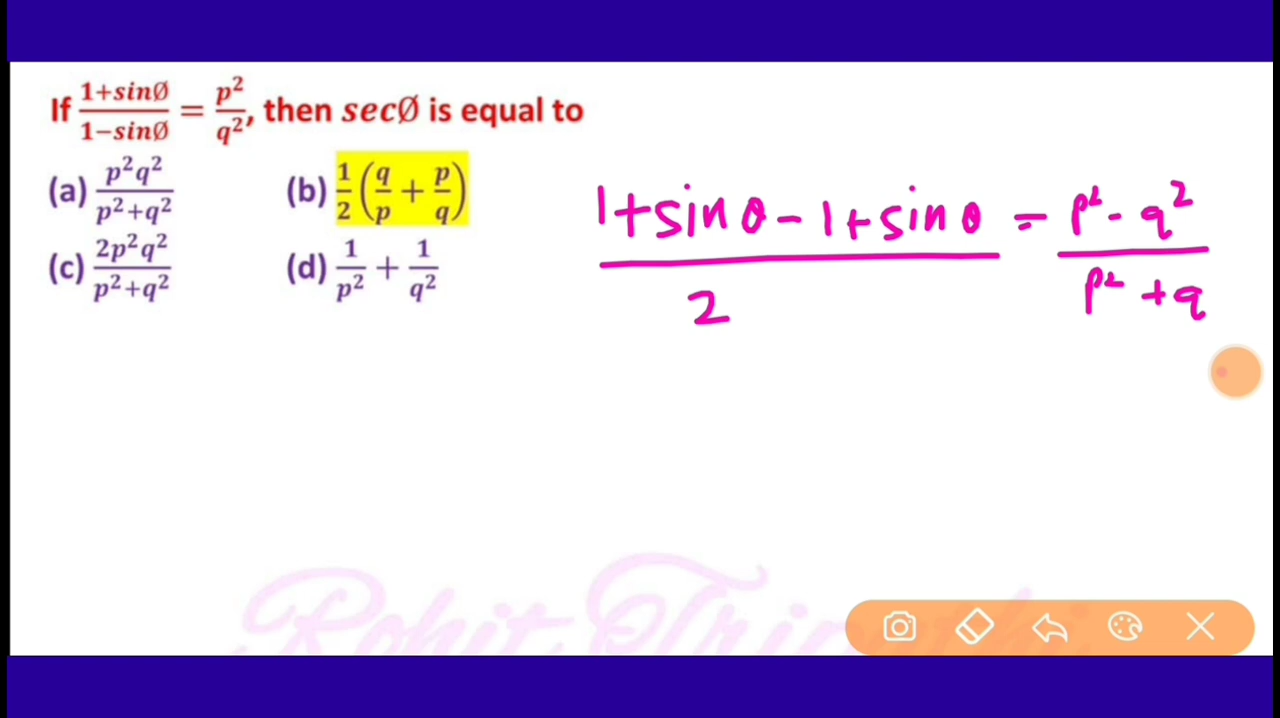 If (1+sinØ)/(1−sinØ) = p²/q², then secØ is equal to
(a) p²q²/(p²+q²) (b) 1/2 (q/p + p/q)
(c) 2p²q²/(p²+q²) (d) 1/p² + 1/q²
(1+sinθ-1+sinθ)/2 = (p²-q²)/(p²+q)
Rohit